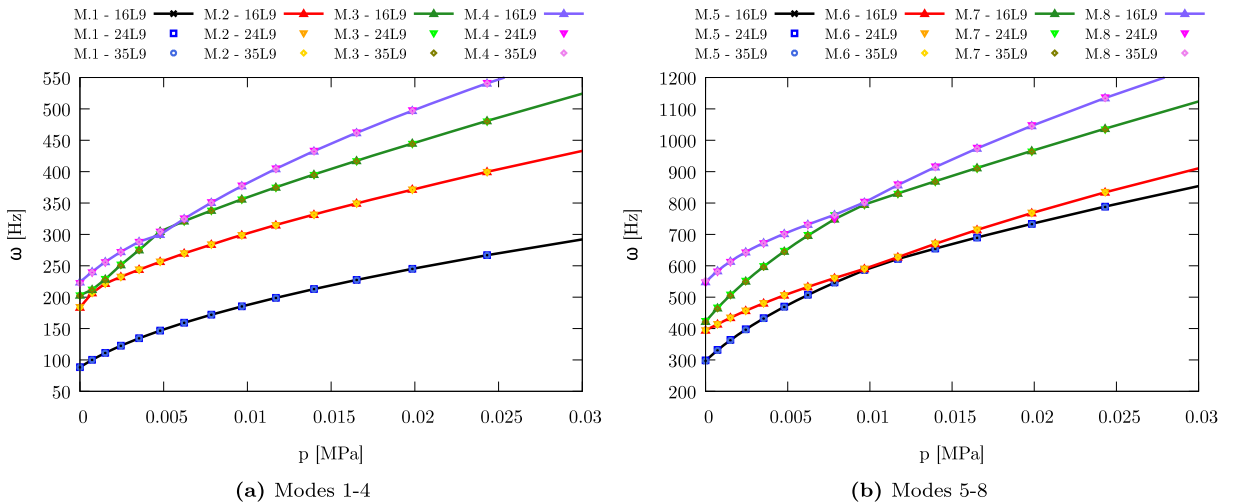 M.1 - 16L9 M.2 - 16L9 M.3 - 16L9 M.4 - 16L9
M.1 - 24L9 M.2 - 24L9 M.3 - 24L9 M.4 - 24L9
M.1 - 35L9 M.2 - 35L9 M.3 - 35L9 M.4 - 35L9
550
500
450
400
350
300
250
200
150
100
50
ω [Hz]
0 0.005 0.01 0.015 0.02 0.025 0.03
p [MPa]
(a) Modes 1-4
M.5 - 16L9 M.6 - 16L9 M.7 - 16L9 M.8 - 16L9
M.5 - 24L9 M.6 - 24L9 M.7 - 24L9 M.8 - 24L9
M.5 - 35L9 M.6 - 35L9 M.7 - 35L9 M.8 - 35L9
1200
1100
1000
900
800
700
600
500
400
300
200
ω [Hz]
0 0.005 0.01 0.015 0.02 0.025 0.03
p [MPa]
(b) Modes 5-8